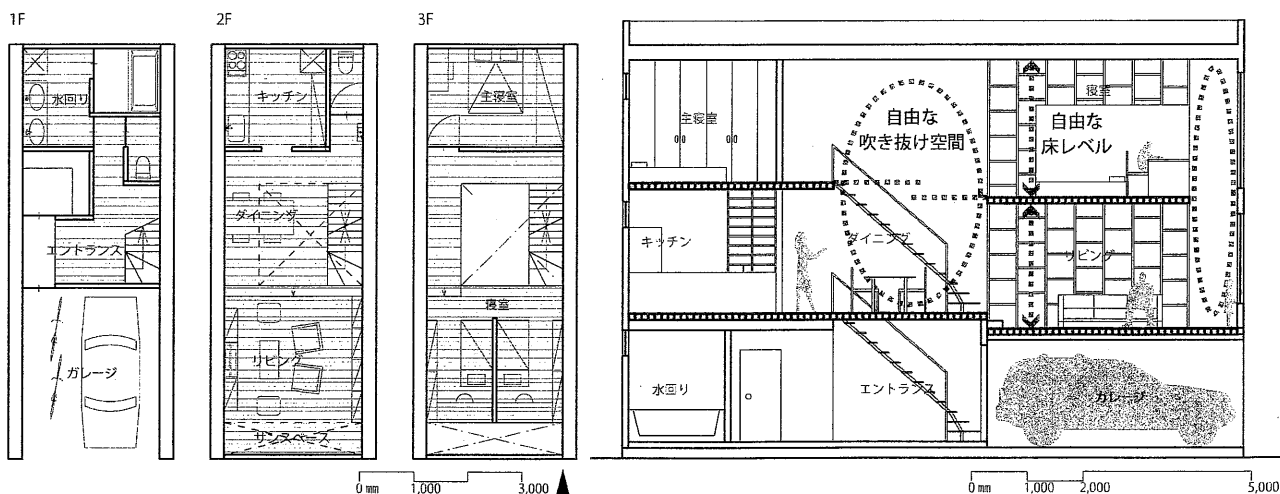 1F
水回り
エントランス
ガレージ
2F
キッチン
ダイニング
リビング
サンスペース
3F
主寝室
寝室
0 mm 1,000 3,000
主寝室
自由な
吹き抜け空間
寝室
自由な
床レベル
キッチン
ダイニング
リビング
水回り
エントランス
ガレージ
0 mm 1,000 2,000 5,000